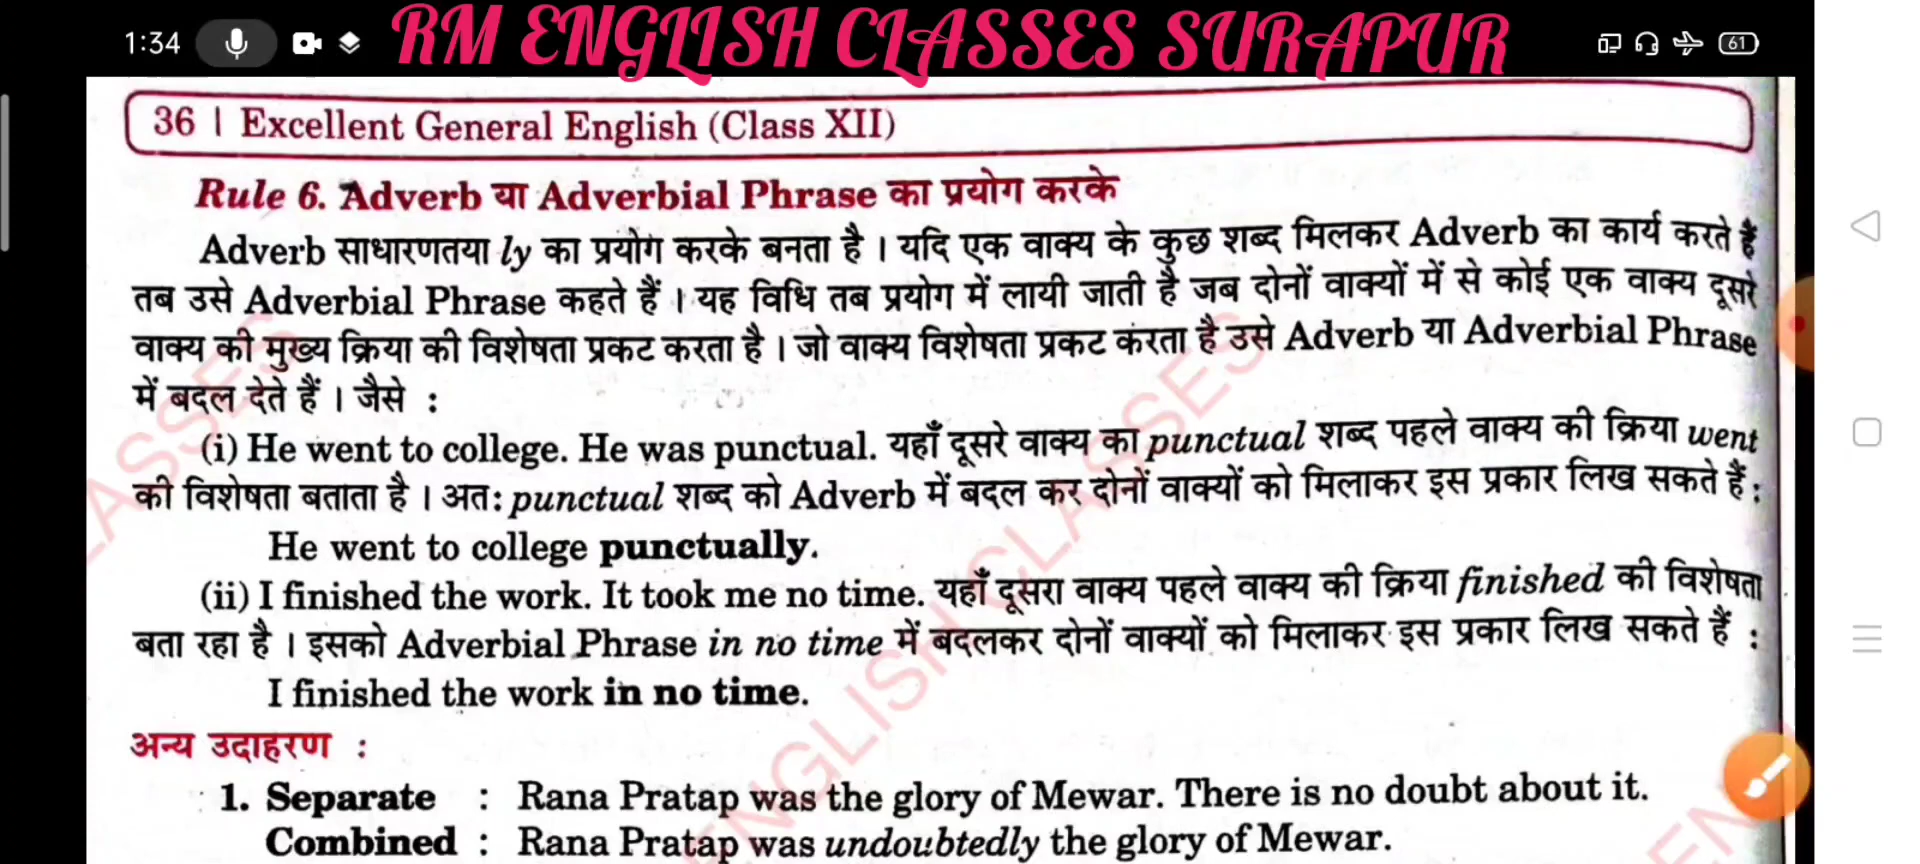 1:34
RM ENGLISH CLASSES SURAPUR
61
36 | Excellent General English (Class XII)
Rule 6. Adverb या Adverbial Phrase का प्रयोग करके
Adverb साधारणतया ly का प्रयोग करके बनता है । यदि एक वाक्य के कुछ शब्द मिलकर Adverb का कार्य करते हैं
तब उसे Adverbial Phrase कहते हैं । यह विधि तब प्रयोग में लायी जाती है जब दोनों वाक्यों में से कोई एक वाक्य दूसरे
वाक्य की मुख्य क्रिया की विशेषता प्रकट करता है । जो वाक्य विशेषता प्रकट करता है उसे Adverb या Adverbial Phrase
में बदल देते हैं । जैसे :
(i) He went to college. He was punctual. यहाँ दूसरे वाक्य का punctual शब्द पहले वाक्य की क्रिया went
की विशेषता बताता है । अत: punctual शब्द को Adverb में बदल कर दोनों वाक्यों को मिलाकर इस प्रकार लिख सकते हैं :
He went to college punctually.
(ii) I finished the work. It took me no time. यहाँ दूसरा वाक्य पहले वाक्य की क्रिया finished की विशेषता
बता रहा है । इसको Adverbial Phrase in no time में बदलकर दोनों वाक्यों को मिलाकर इस प्रकार लिख सकते हैं :
I finished the work in no time.
अन्य उदाहरण :
1. Separate : Rana Pratap was the glory of Mewar. There is no doubt about it.
Combined : Rana Pratap was undoubtedly the glory of Mewar.
ENGLISH CLASSES